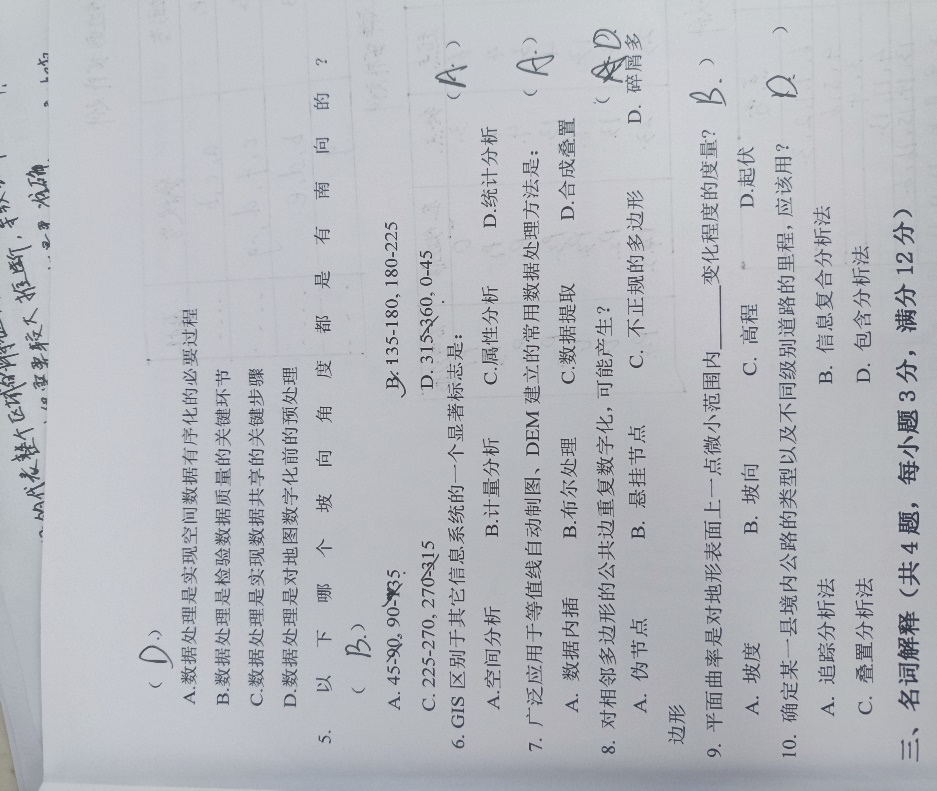 （ D. ）
A.数据处理是实现空间数据有序化的必要过程
B.数据处理是检验数据质量的关键环节
C.数据处理是实现数据共享的关键步骤
D.数据处理是对地图数字化前的预处理
5. 以下哪个坡向角度都是有南向的？
（ B. ）
A. 45-90, 90-135 B. 135-180, 180-225
C. 225-270, 270-315 D. 315-360, 0-45
6. GIS 区别于其它信息系统的一个显著标志是： （ A. ）
A.空间分析 B.计量分析 C.属性分析 D.统计分析
7. 广泛应用于等值线自动制图、DEM 建立的常用数据处理方法是： （ A. ）
A. 数据内插 B.布尔处理 C.数据提取 D.合成叠置
8. 对相邻多边形的公共边重复数字化，可能产生？ （ D
A. 伪节点 B. 悬挂节点 C. 不正规的多边形 D. 碎屑多
边形
9. 平面曲率是对地形表面上一点微小范围内______变化程度的度量？ B. ）
A. 坡度 B. 坡向 C. 高程 D.起伏
10. 确定某一县境内公路的类型以及不同级别道路的里程，应该用？ D. ）
A. 追踪分析法 B. 信息复合分析法
C. 叠置分析法 D. 包含分析法
三、名词解释（共 4 题，每小题 3 分，满分 12 分）